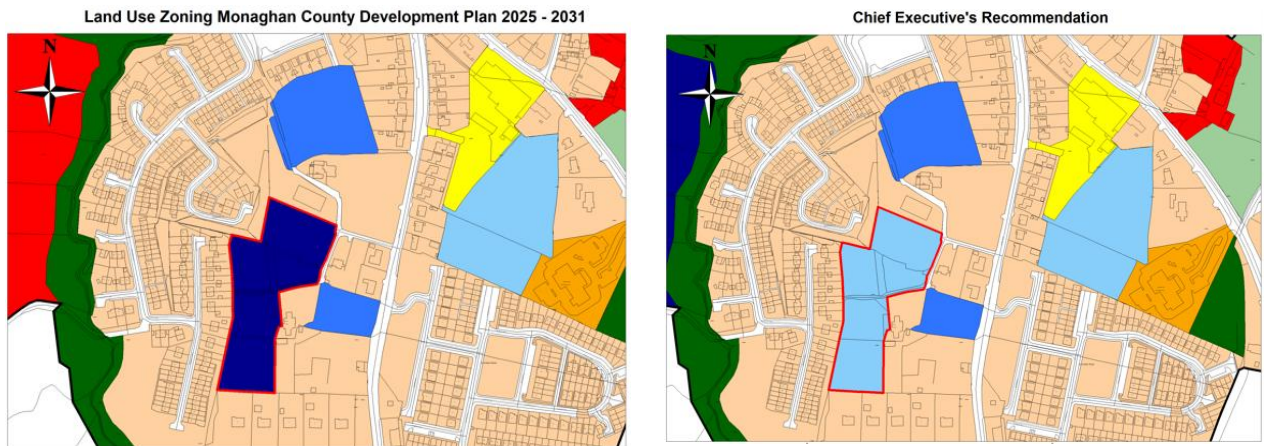 Land Use Zoning Monaghan County Development Plan 2025 - 2031
Chief Executive's Recommendation
N
N